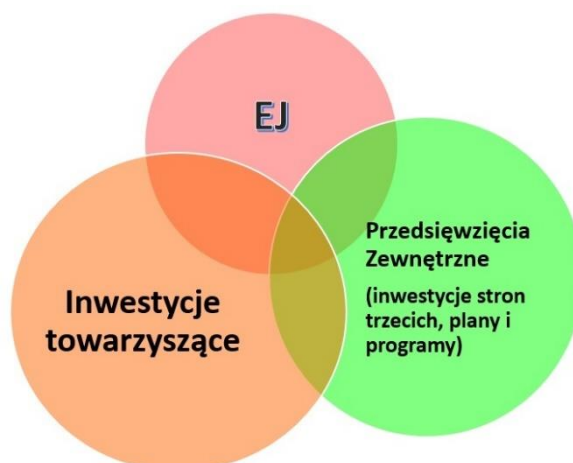 EJ
Przedsięwzięcia
Zewnętrzne
(inwestycje stron
trzecich, plany i
programy)
Inwestycje
towarzyszące